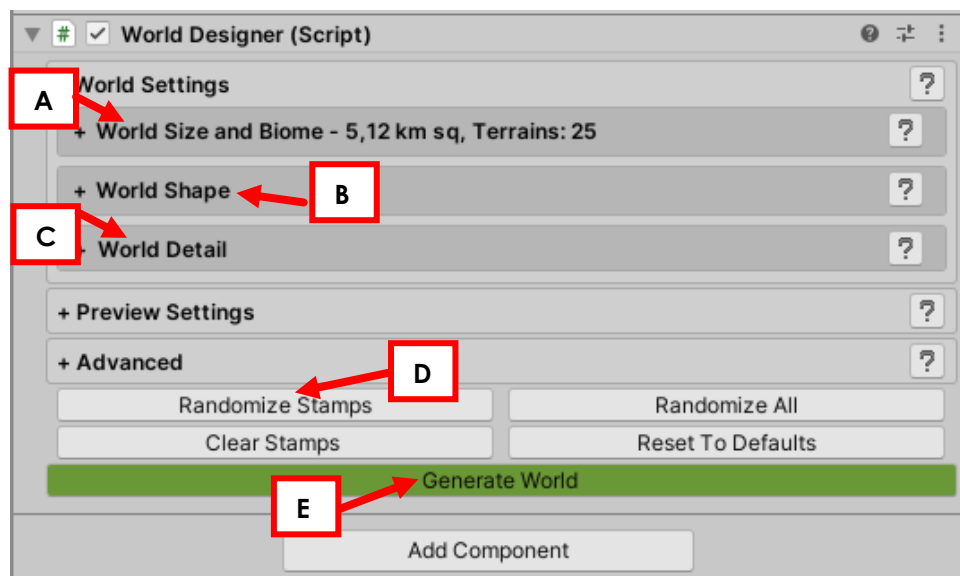 # World Designer (Script)
World Settings
A
+ World Size and Biome - 5,12 km sq, Terrains: 25
+ World Shape
B
C
+ World Detail
+ Preview Settings
+ Advanced
D
Randomize Stamps
Randomize All
Clear Stamps
Reset To Defaults
Generate World
E
Add Component